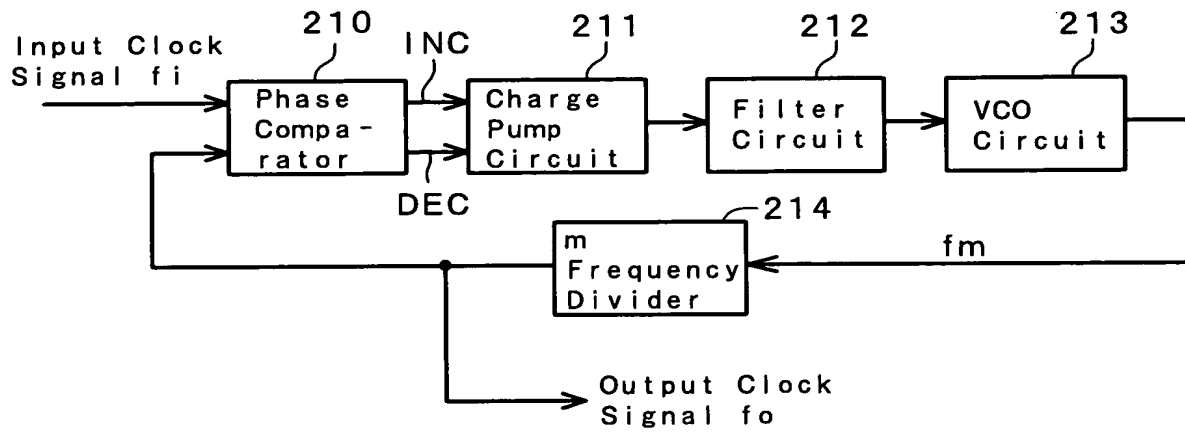 210
INC
211
212
213
Input Clock
Signal fi
Phase
Compa-
rator
Charge
Pump
Circuit
Filter
Circuit
VCO
Circuit
DEC
214
m
Frequency
Divider
fm
Output Clock
Signal fo